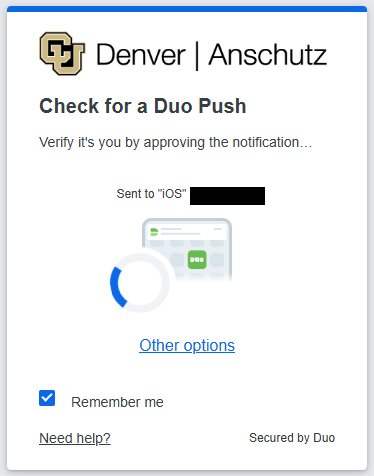 CU Denver | Anschutz
Check for a Duo Push
Verify it's you by approving the notification...
Sent to "iOS"
DUO
Other options
Remember me
Need help?
Secured by Duo